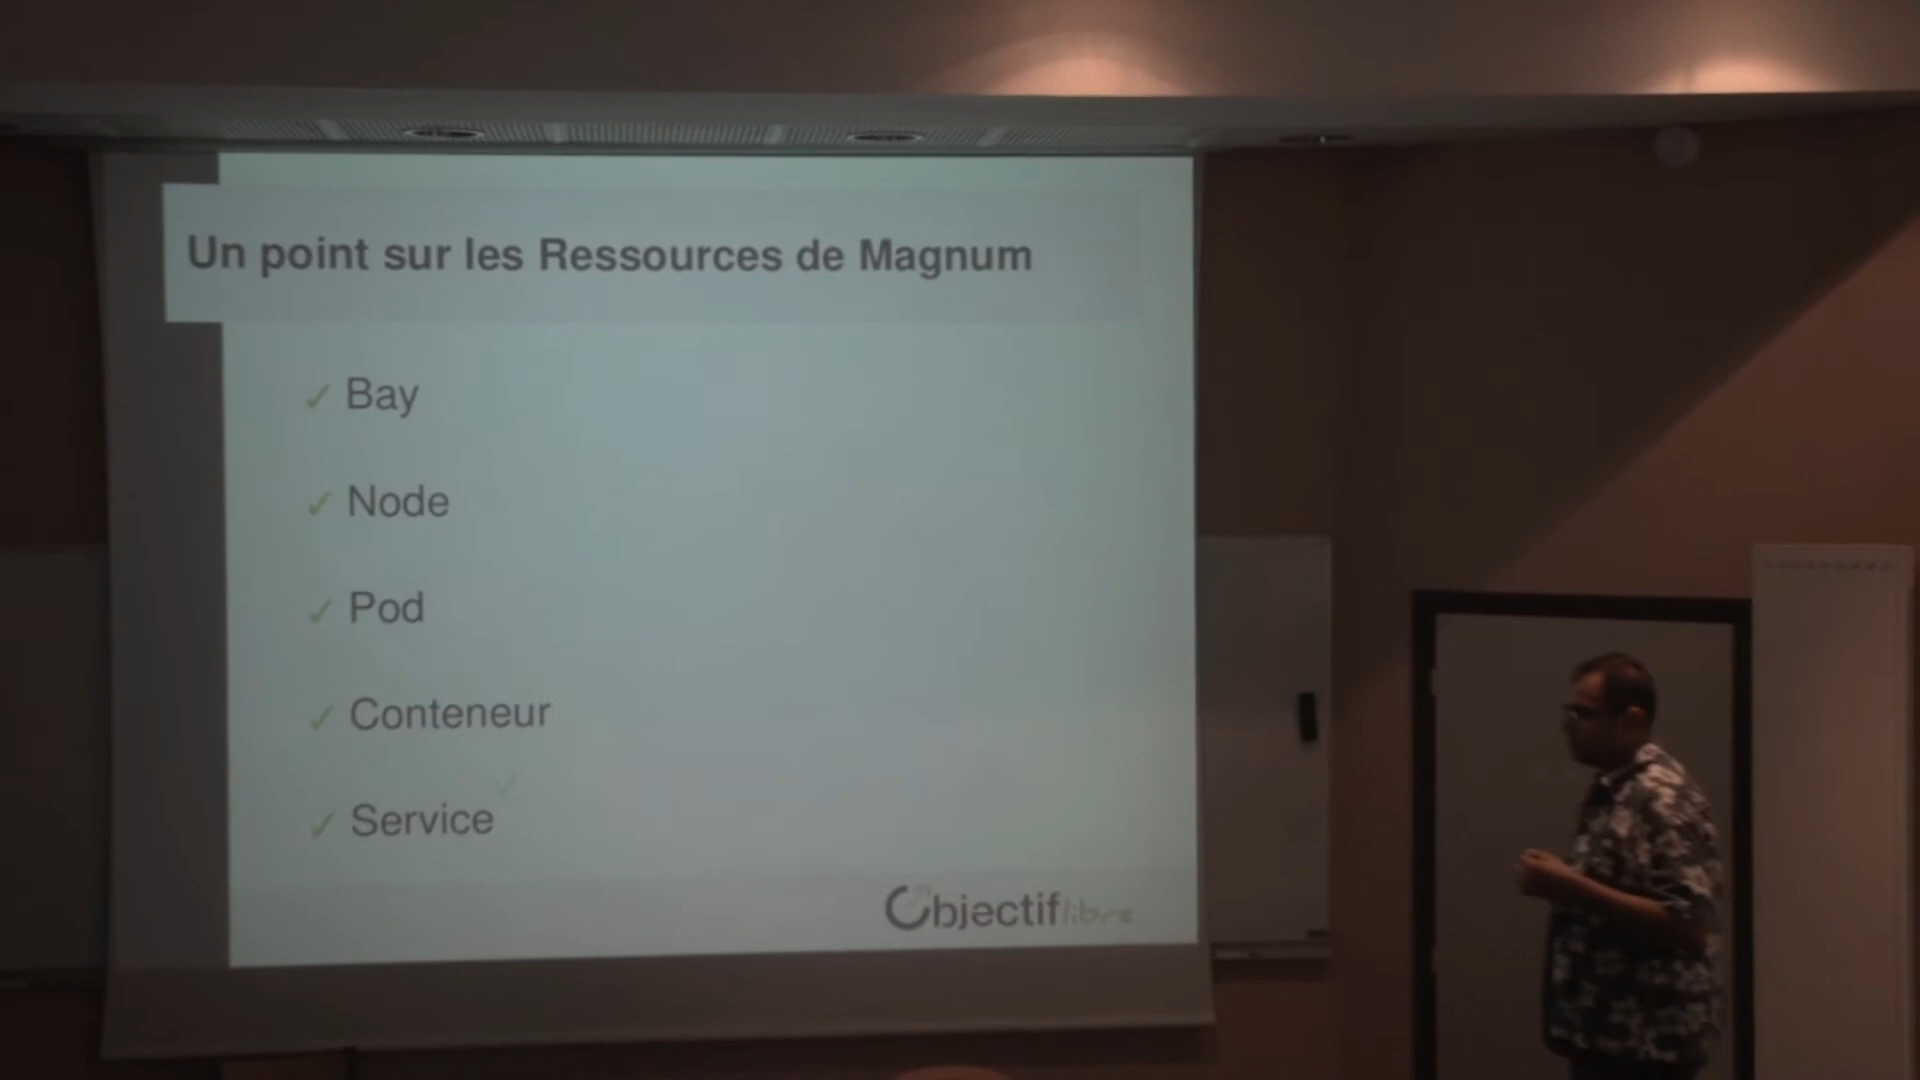 Un point sur les Ressources de Magnum
✓ Bay
✓ Node
✓ Pod
✓ Conteneur
✓ Service
Objectif libre